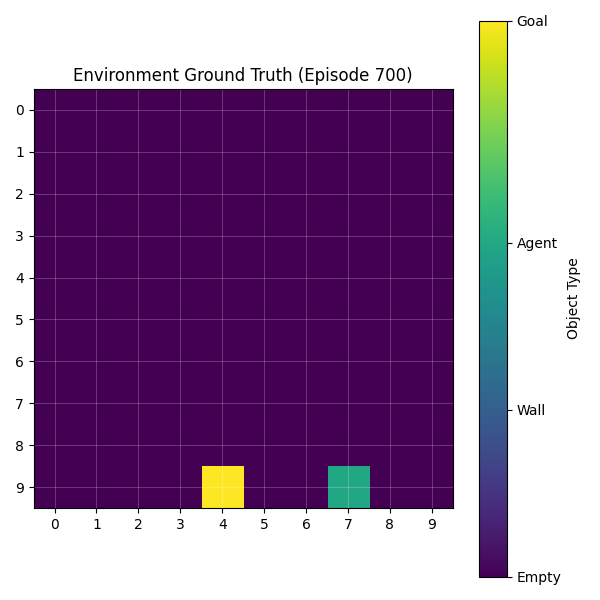 Environment Ground Truth (Episode 700)
0
1
2
3
4
5
6
7
8
9
0 1 2 3 4 5 6 7 8 9
Goal
Agent
Wall
Empty
Object Type